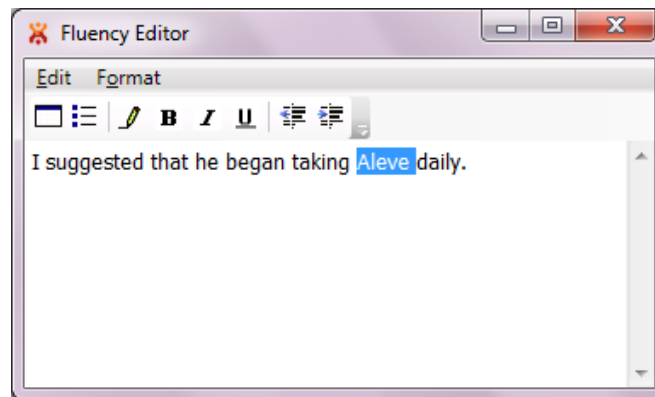 Fluency Editor
Edit Format
B I U
I suggested that he began taking Aleve daily.